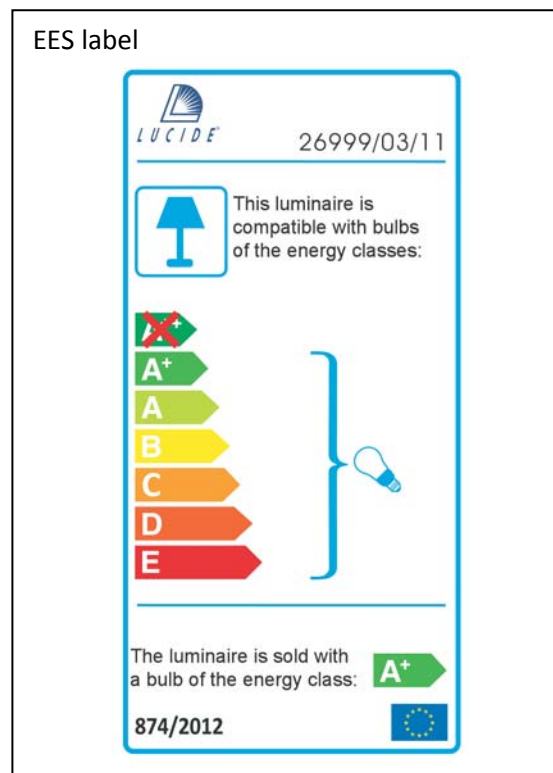 EES label
LUCIDE
26999/03/11
This luminaire is
compatible with bulbs
of the energy classes:
A++
A+
A
B
C
D
E
The luminaire is sold with
a bulb of the energy class:
A+
874/2012